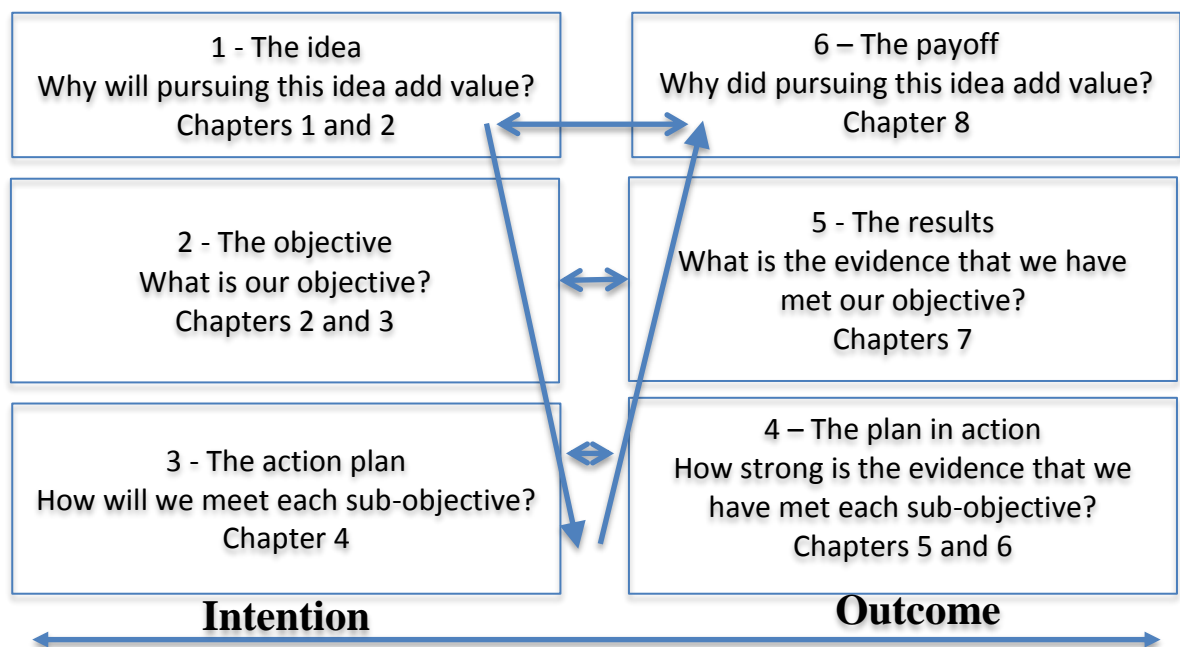 1 - The idea
Why will pursuing this idea add value?
Chapters 1 and 2
6 – The payoff
Why did pursuing this idea add value?
Chapter 8
2 - The objective
What is our objective?
Chapters 2 and 3
5 - The results
What is the evidence that we have
met our objective?
Chapters 7
3 - The action plan
How will we meet each sub-objective?
Chapter 4
4 – The plan in action
How strong is the evidence that we
have met each sub-objective?
Chapters 5 and 6
Intention
Outcome